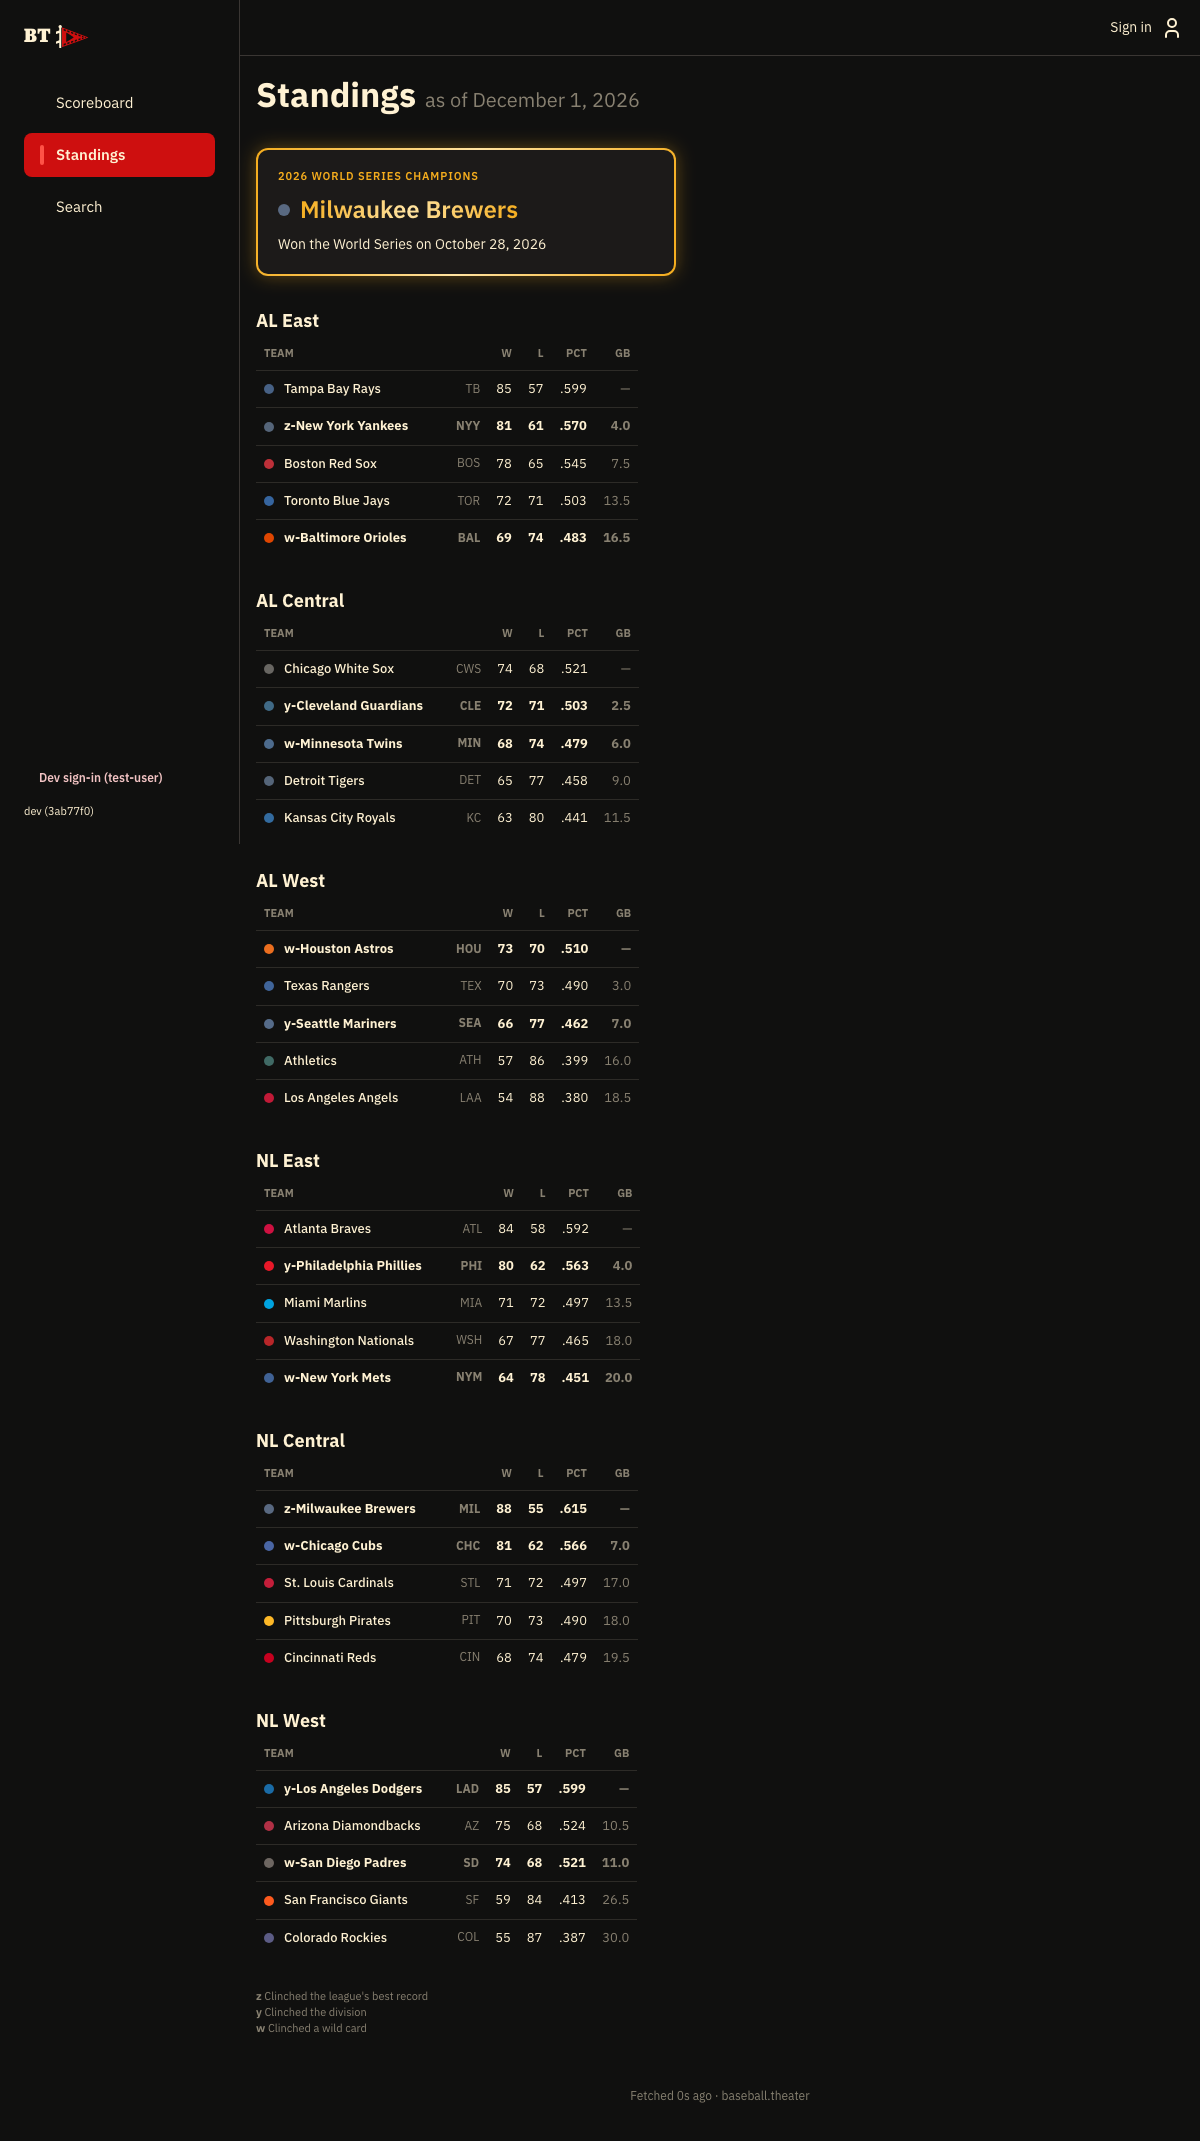 BT
Sign in
Scoreboard
Standings
Search
Dev sign-in (test-user)
dev (3ab77f0)
Standings as of December 1, 2026
2026 WORLD SERIES CHAMPIONS
Milwaukee Brewers
Won the World Series on October 28, 2026
AL East
TEAM W L PCT GB
Tampa Bay Rays TB 85 57 .599 —
z-New York Yankees NYY 81 61 .570 4.0
Boston Red Sox BOS 78 65 .545 7.5
Toronto Blue Jays TOR 72 71 .503 13.5
w-Baltimore Orioles BAL 69 74 .483 16.5
AL Central
TEAM W L PCT GB
Chicago White Sox CWS 74 68 .521 —
y-Cleveland Guardians CLE 72 71 .503 2.5
w-Minnesota Twins MIN 68 74 .479 6.0
Detroit Tigers DET 65 77 .458 9.0
Kansas City Royals KC 63 80 .441 11.5
AL West
TEAM W L PCT GB
w-Houston Astros HOU 73 70 .510 —
Texas Rangers TEX 70 73 .490 3.0
y-Seattle Mariners SEA 66 77 .462 7.0
Athletics ATH 57 86 .399 16.0
Los Angeles Angels LAA 54 88 .380 18.5
NL East
TEAM W L PCT GB
Atlanta Braves ATL 84 58 .592 —
y-Philadelphia Phillies PHI 80 62 .563 4.0
Miami Marlins MIA 71 72 .497 13.5
Washington Nationals WSH 67 77 .465 18.0
w-New York Mets NYM 64 78 .451 20.0
NL Central
TEAM W L PCT GB
z-Milwaukee Brewers MIL 88 55 .615 —
w-Chicago Cubs CHC 81 62 .566 7.0
St. Louis Cardinals STL 71 72 .497 17.0
Pittsburgh Pirates PIT 70 73 .490 18.0
Cincinnati Reds CIN 68 74 .479 19.5
NL West
TEAM W L PCT GB
y-Los Angeles Dodgers LAD 85 57 .599 —
Arizona Diamondbacks AZ 75 68 .524 10.5
w-San Diego Padres SD 74 68 .521 11.0
San Francisco Giants SF 59 84 .413 26.5
Colorado Rockies COL 55 87 .387 30.0
z Clinched the league's best record
y Clinched the division
w Clinched a wild card
Fetched 0s ago · baseball.theater